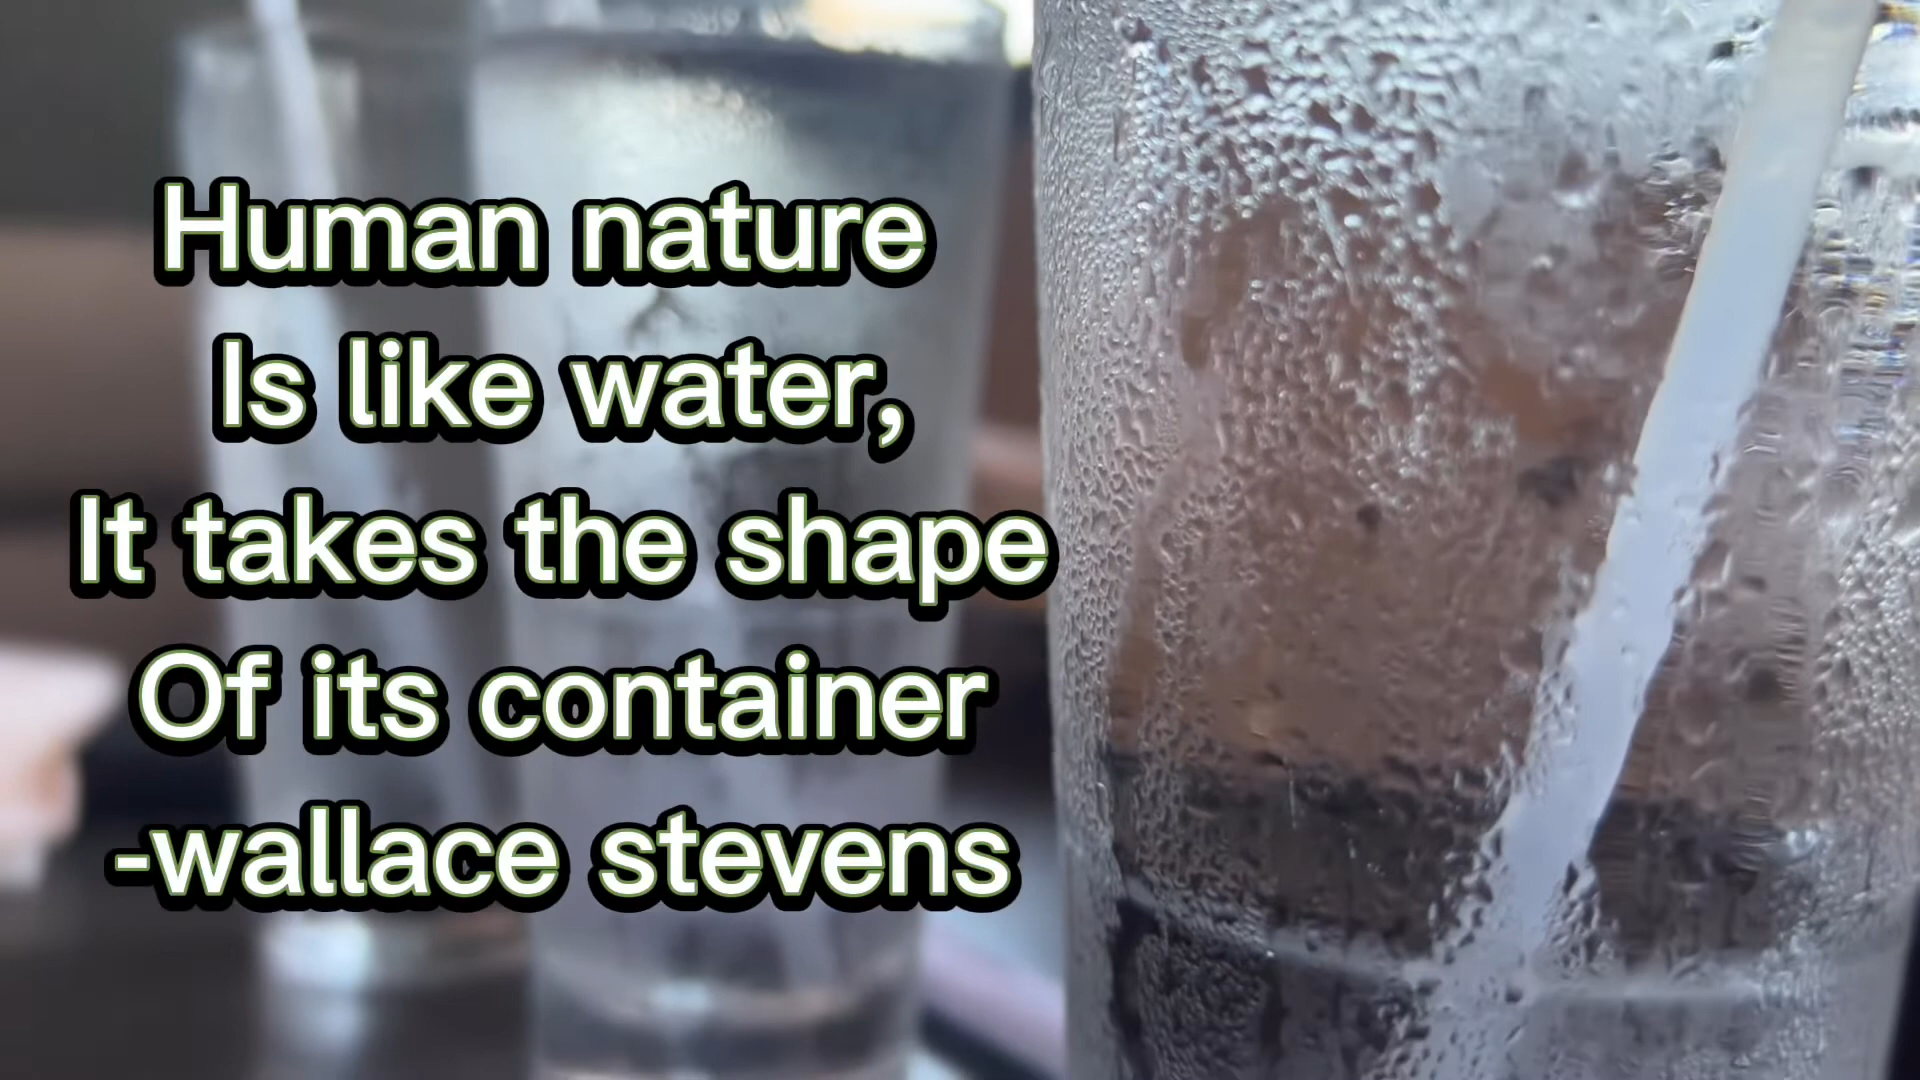 Human nature
Is like water,
It takes the shape
Of its container
-wallace stevens